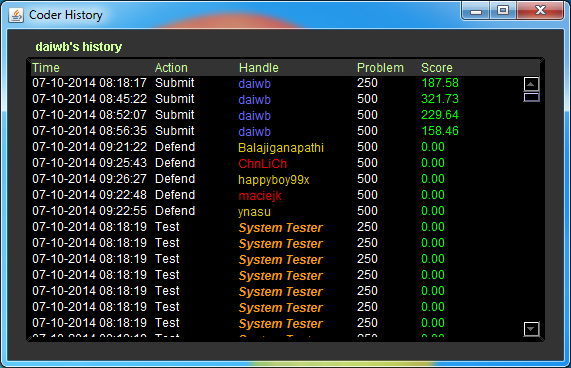 Coder History
daiwb's history
Time Action Handle Problem Score
07-10-2014 08:18:17 Submit daiwb 250 187.58
07-10-2014 08:45:22 Submit daiwb 500 321.73
07-10-2014 08:52:07 Submit daiwb 500 229.64
07-10-2014 08:56:35 Submit daiwb 500 158.46
07-10-2014 09:21:22 Defend Balajiganapathi 500 0.00
07-10-2014 09:25:43 Defend ChnLiCh 500 0.00
07-10-2014 09:26:27 Defend happyboy99x 500 0.00
07-10-2014 09:22:48 Defend maciejk 500 0.00
07-10-2014 09:22:55 Defend ynasu 500 0.00
07-10-2014 08:18:19 Test System Tester 250 0.00
07-10-2014 08:18:19 Test System Tester 250 0.00
07-10-2014 08:18:19 Test System Tester 250 0.00
07-10-2014 08:18:19 Test System Tester 250 0.00
07-10-2014 08:18:19 Test System Tester 250 0.00
07-10-2014 08:18:19 Test System Tester 250 0.00
07-10-2014 08:18:19 Test System Tester 250 0.00